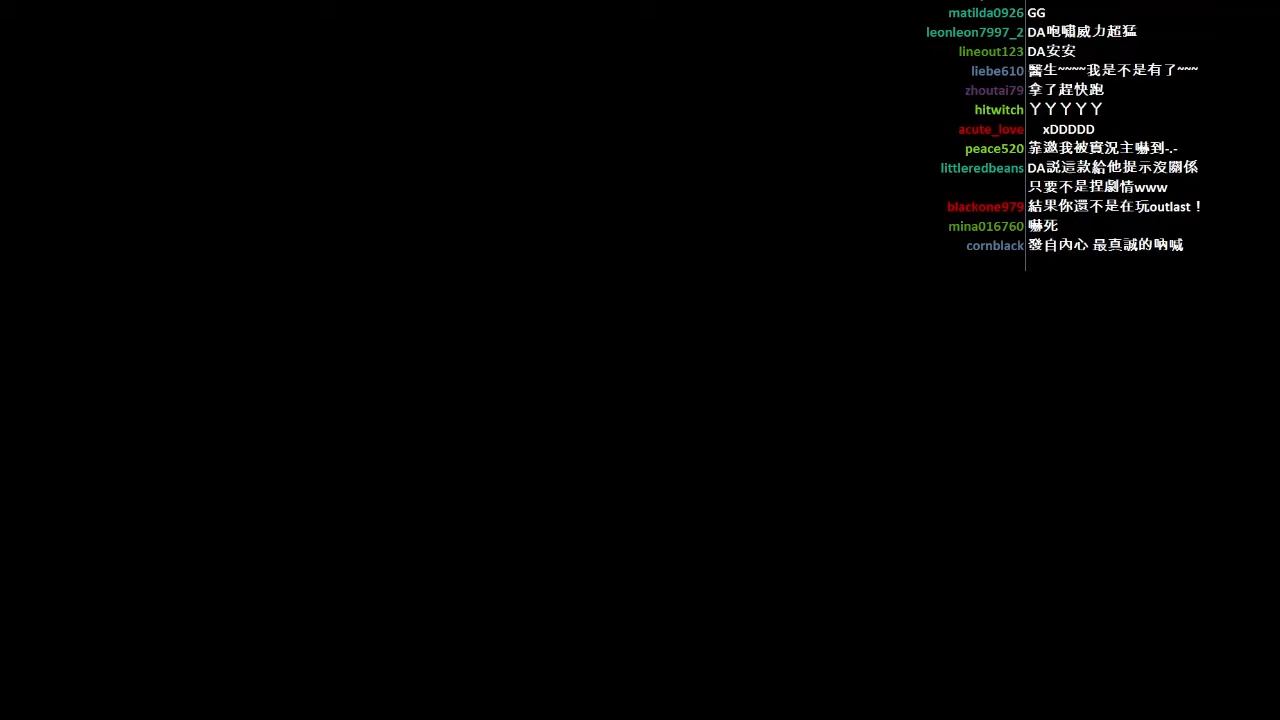 matilda0926 GG
leonleon7997_2 DA咆嘯威力超猛
lineout123 DA安安
liebe610 醫生~~~~我是不是有了~~~
zhoutai79 拿了趕快跑
hitwitch ㄚㄚㄚㄚㄚ
acute_love xDDDDD
peace520 靠邀我被實況主嚇到-.-
littleredbeans DA説這款給他提示沒關係
只要不是捏劇情www
blackone979 結果你還不是在玩outlast！
mina016760 嚇死
cornblack 發自內心 最真誠的吶喊